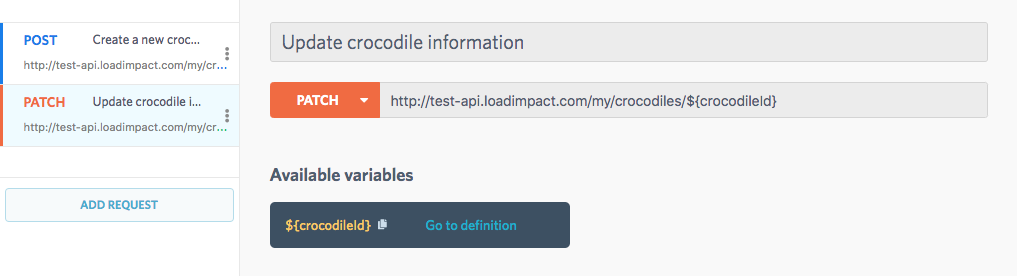 POST Create a new croc...
http://test-api.loadimpact.com/my/cr...
PATCH Update crocodile i...
http://test-api.loadimpact.com/my/cr...
ADD REQUEST
Update crocodile information
PATCH http://test-api.loadimpact.com/my/crocodiles/${crocodileId}
Available variables
${crocodileId} Go to definition